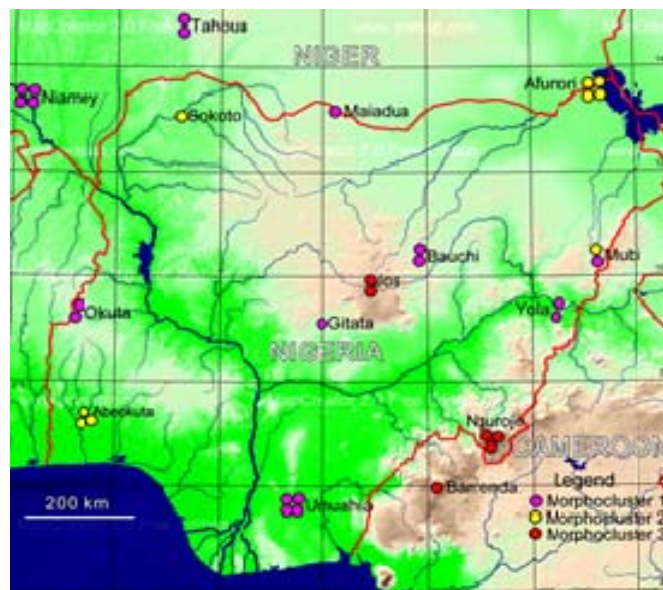 Tahoua
NIGER
Niamey
Afunori
Sokoto
Maiadua
Bauchi
Mubi
Jos
Okuta
Gitata
Yola
NIGERIA
Abeokuta
Nguroje
CAMEROON
Barrenda
Legend
200 km
Umuahia
Morphocluster 1
Morphocluster 2
Morphocluster 3